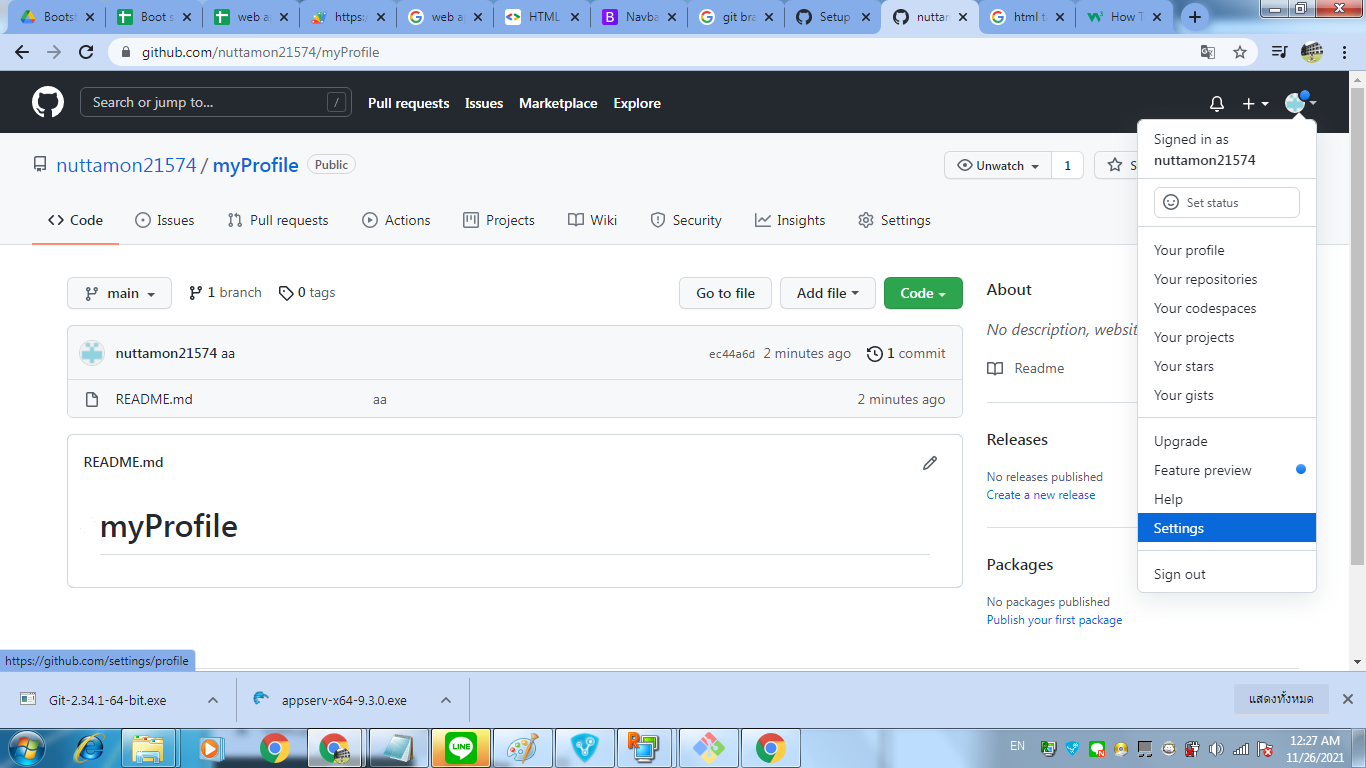 Bootst
Boot s
web a
https:/
web ap
HTML
Navba
git bra
Setup
nuttar
html t
How T
github.com/nuttamon21574/myProfile
Search or jump to...
/
Pull requests
Issues
Marketplace
Explore
nuttamon21574 / myProfile
Public
Unwatch
1
S
Signed in as
nuttamon21574
Set status
Your profile
Your repositories
Your codespaces
Your projects
Your stars
Your gists
Upgrade
Feature preview
Help
Settings
Sign out
Code
Issues
Pull requests
Actions
Projects
Wiki
Security
Insights
Settings
main
1 branch
0 tags
Go to file
Add file
Code
nuttamon21574 aa
ec44a6d 2 minutes ago
1 commit
README.md
aa
2 minutes ago
README.md
myProfile
About
No description, websit
Readme
Releases
No releases published
Create a new release
Packages
No packages published
Publish your first package
https://github.com/settings/profile
Git-2.34.1-64-bit.exe
appserv-x64-9.3.0.exe
แสดงทั้งหมด
LINE
EN
12:27 AM
11/26/2021